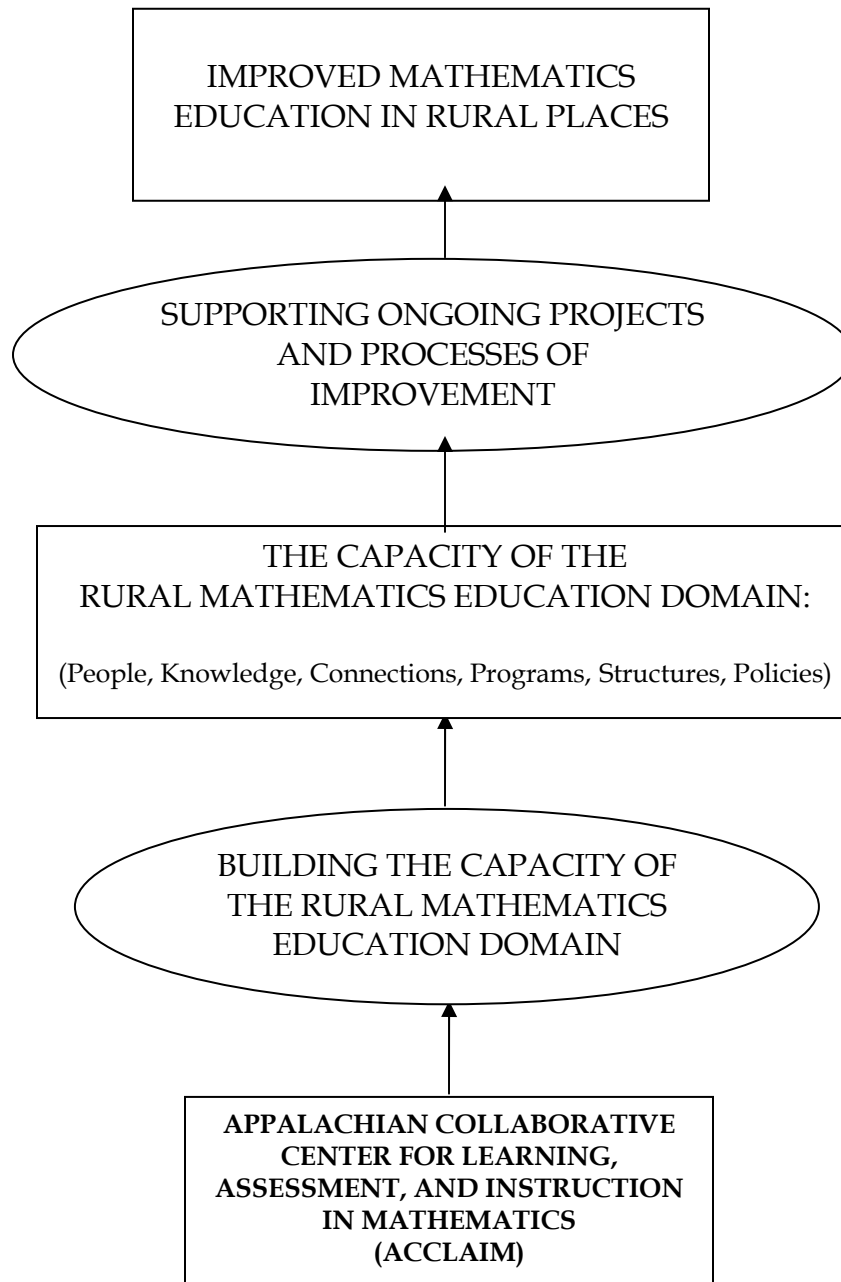 IMPROVED MATHEMATICS
EDUCATION IN RURAL PLACES
SUPPORTING ONGOING PROJECTS
AND PROCESSES OF
IMPROVEMENT
THE CAPACITY OF THE
RURAL MATHEMATICS EDUCATION DOMAIN:
(People, Knowledge, Connections, Programs, Structures, Policies)
BUILDING THE CAPACITY OF
THE RURAL MATHEMATICS
EDUCATION DOMAIN
APPALACHIAN COLLABORATIVE
CENTER FOR LEARNING,
ASSESSMENT, AND INSTRUCTION
IN MATHEMATICS
(ACCLAIM)